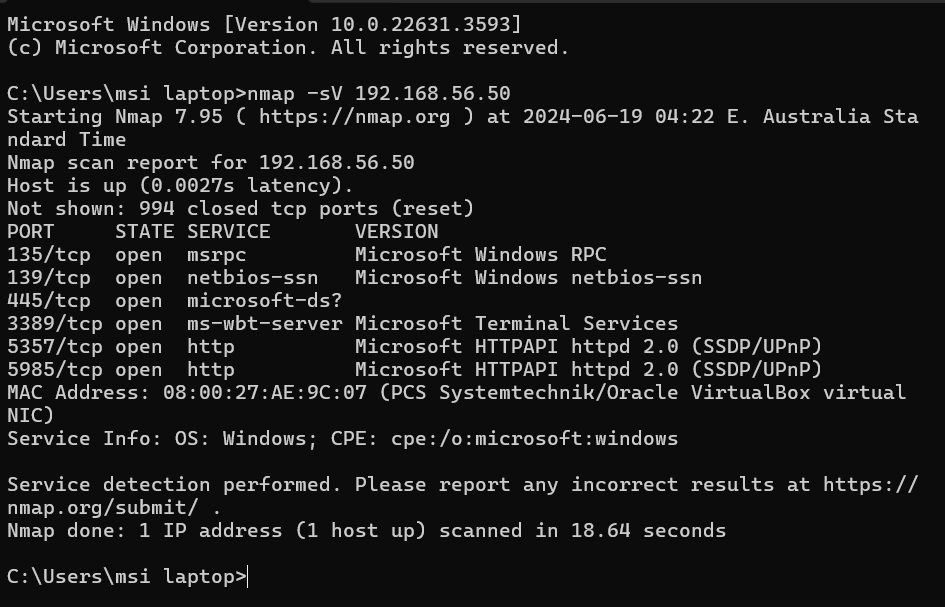 Microsoft Windows [Version 10.0.22631.3593]
(c) Microsoft Corporation. All rights reserved.

C:\Users\msi laptop>nmap -sV 192.168.56.50
Starting Nmap 7.95 ( https://nmap.org ) at 2024-06-19 04:22 E. Australia Sta
ndard Time
Nmap scan report for 192.168.56.50
Host is up (0.0027s latency).
Not shown: 994 closed tcp ports (reset)
PORT     STATE SERVICE       VERSION
135/tcp  open  msrpc         Microsoft Windows RPC
139/tcp  open  netbios-ssn   Microsoft Windows netbios-ssn
445/tcp  open  microsoft-ds?
3389/tcp open  ms-wbt-server Microsoft Terminal Services
5357/tcp open  http          Microsoft HTTPAPI httpd 2.0 (SSDP/UPnP)
5985/tcp open  http          Microsoft HTTPAPI httpd 2.0 (SSDP/UPnP)
MAC Address: 08:00:27:AE:9C:07 (PCS Systemtechnik/Oracle VirtualBox virtual
NIC)
Service Info: OS: Windows; CPE: cpe:/o:microsoft:windows

Service detection performed. Please report any incorrect results at https://
nmap.org/submit/ .
Nmap done: 1 IP address (1 host up) scanned in 18.64 seconds

C:\Users\msi laptop>